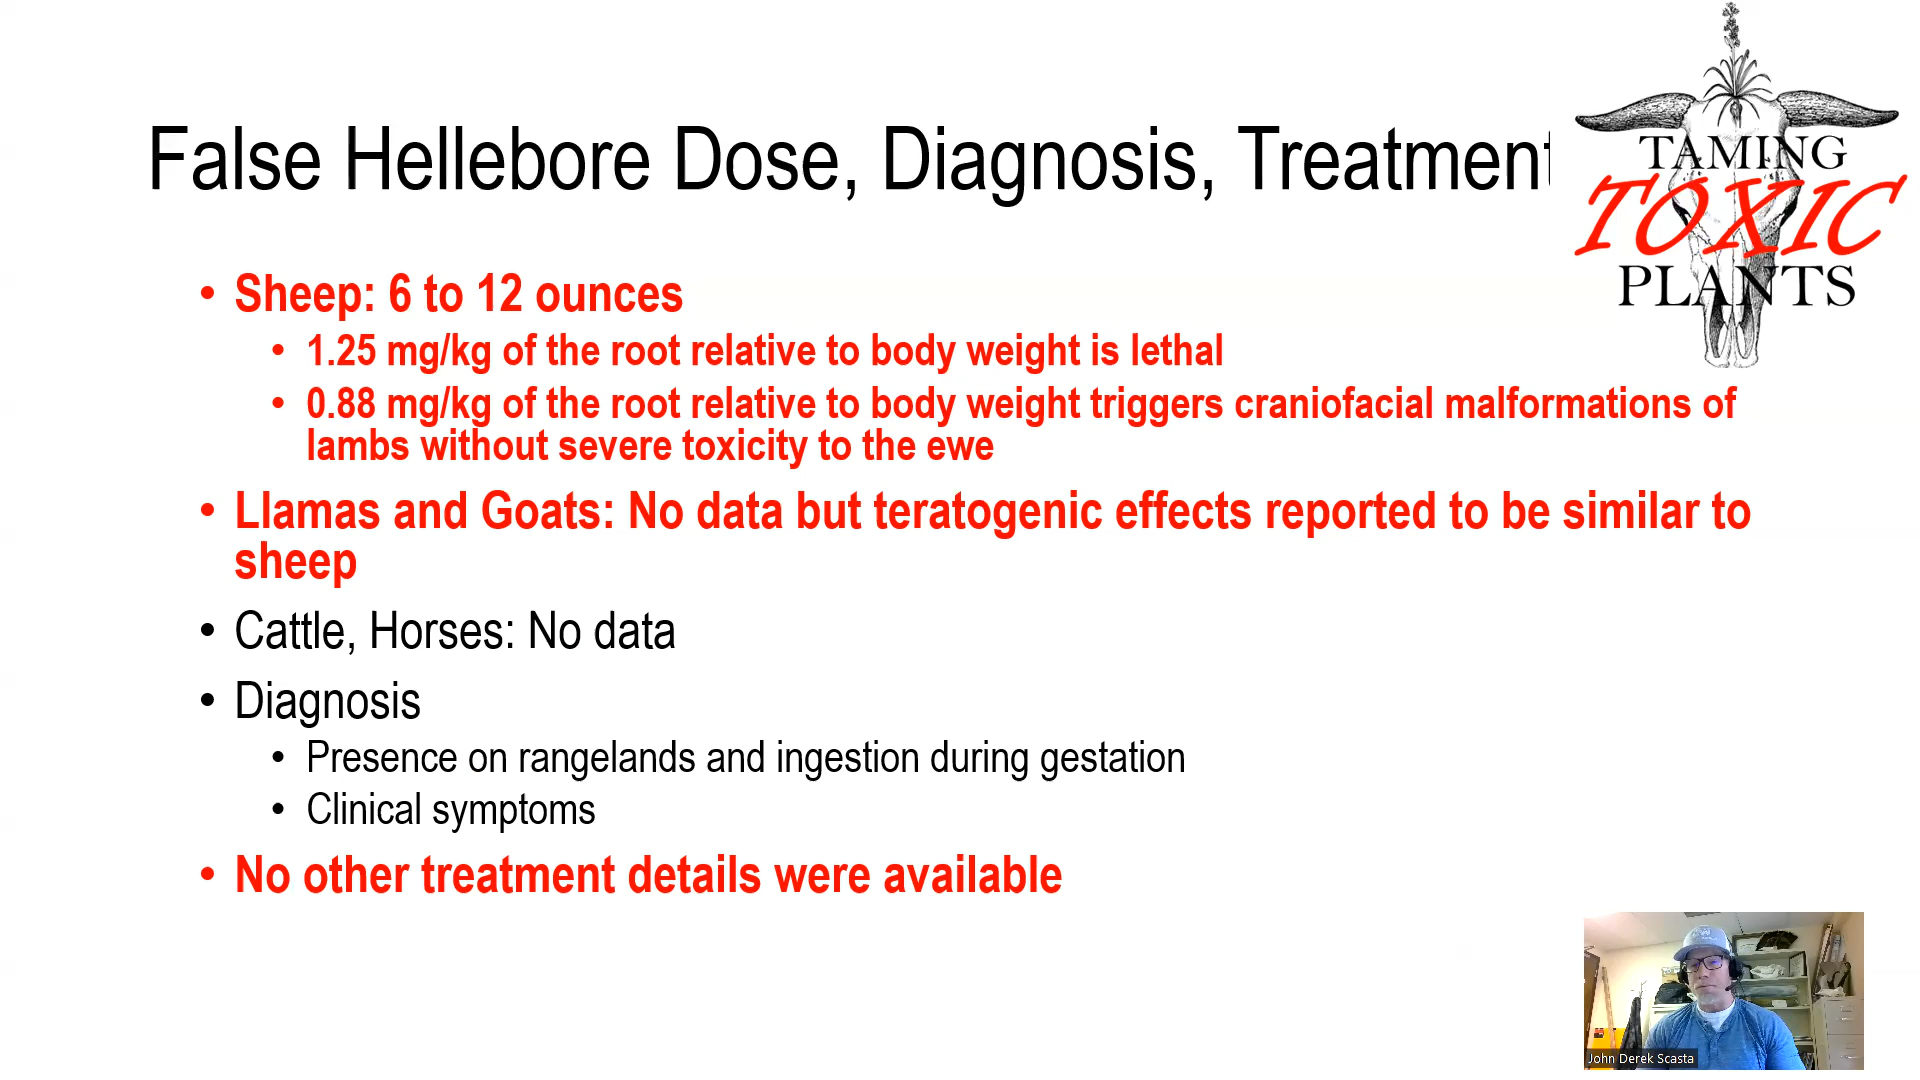 False Hellebore Dose, Diagnosis, Treatment
TAMING
TOXIC
PLANTS
• Sheep: 6 to 12 ounces
• 1.25 mg/kg of the root relative to body weight is lethal
• 0.88 mg/kg of the root relative to body weight triggers craniofacial malformations of
lambs without severe toxicity to the ewe
• Llamas and Goats: No data but teratogenic effects reported to be similar to
sheep
• Cattle, Horses: No data
• Diagnosis
• Presence on rangelands and ingestion during gestation
• Clinical symptoms
• No other treatment details were available
John Derek Scasta